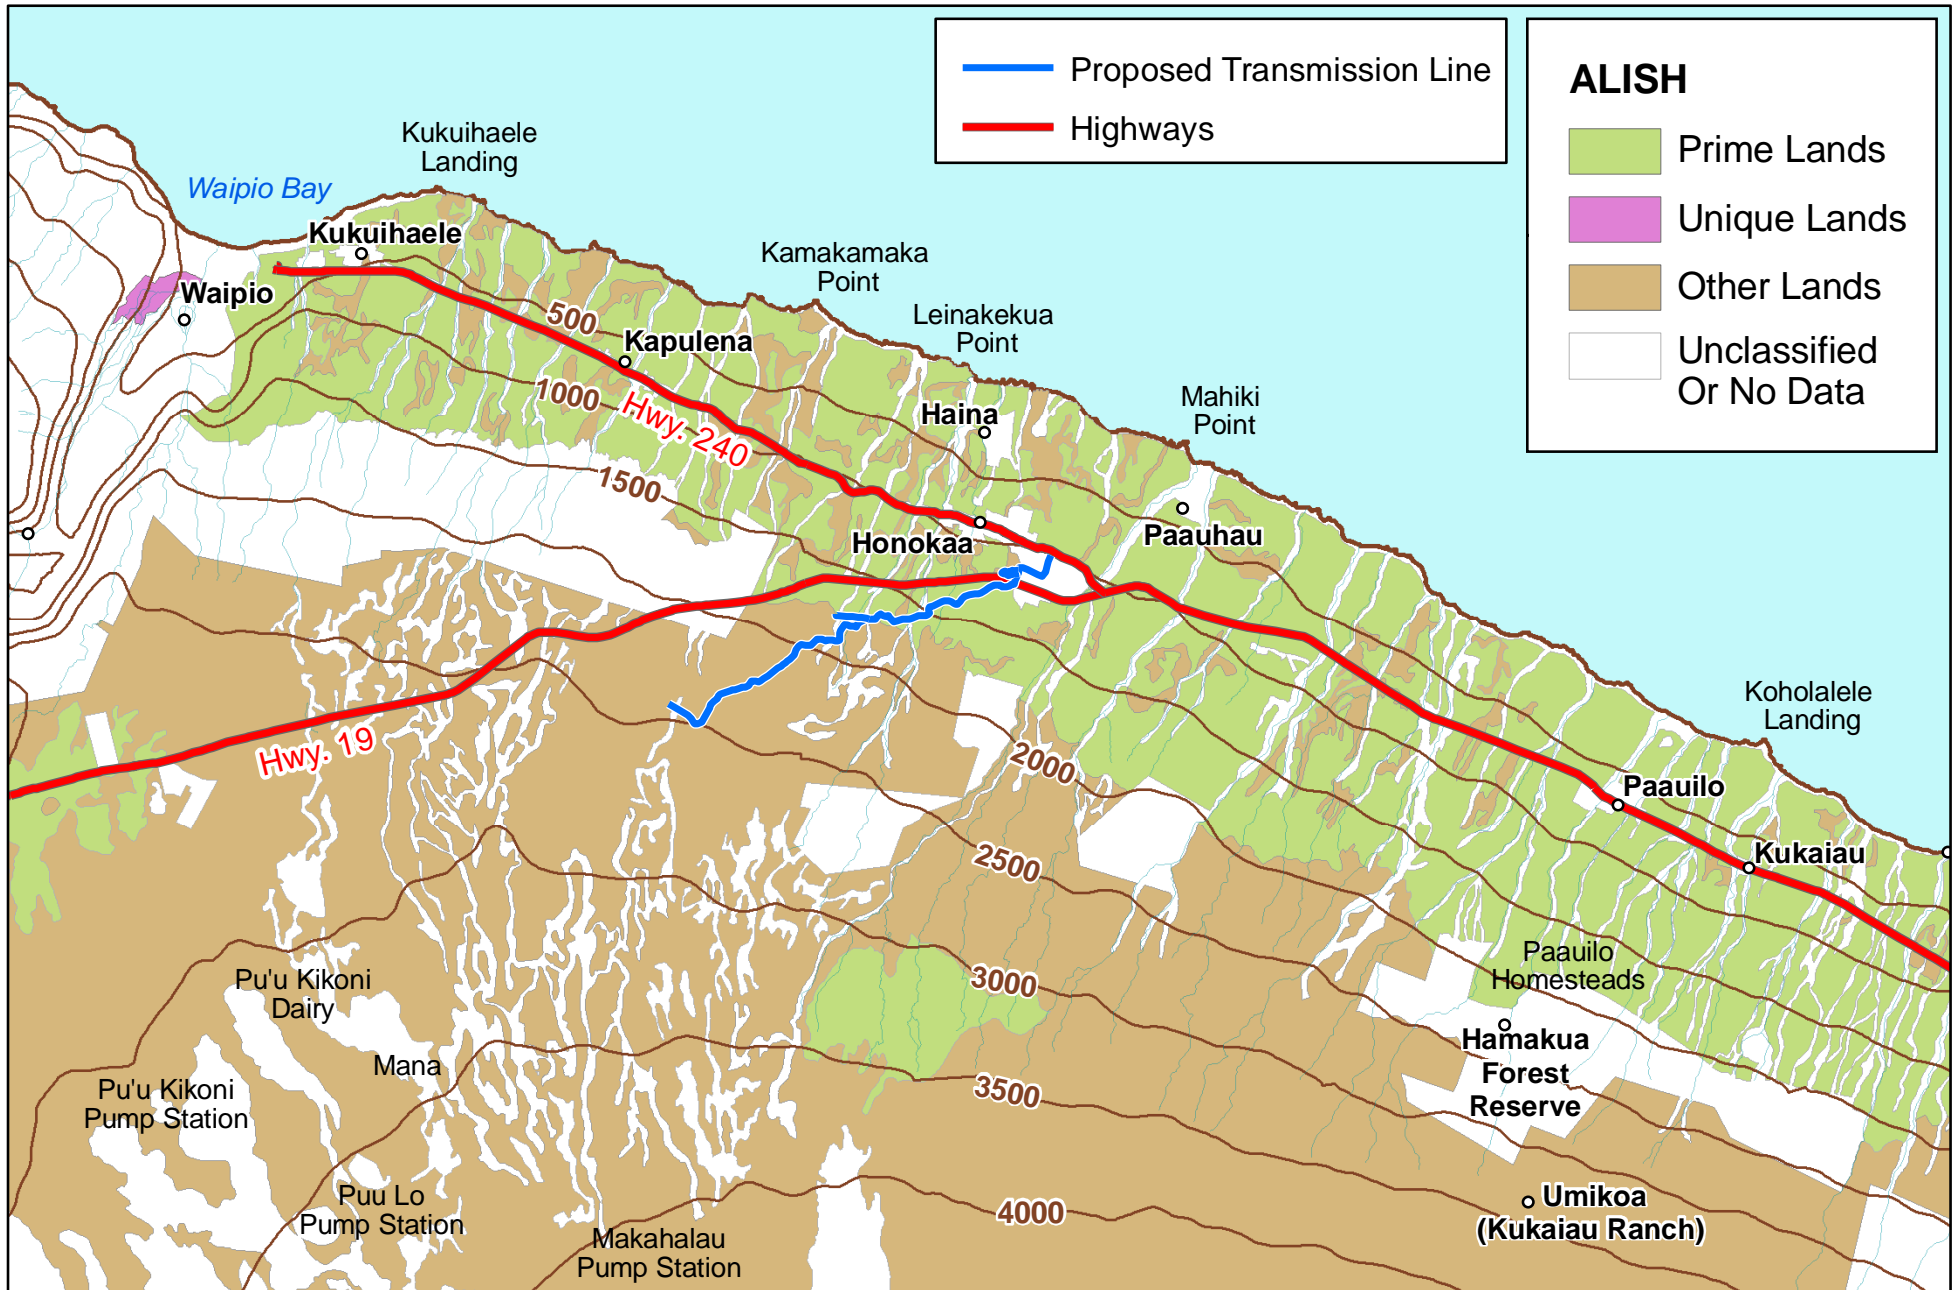 Proposed Transmission Line
Highways
ALISH
Prime Lands
Unique Lands
Other Lands
Unclassified
Or No Data
Kukuihaele
Landing
Waipio Bay
Kukuihaele
Waipio
Kamakamaka
Point
Leinakekua
Point
500
Kapulena
1000
Hwy. 240
Haina
Mahiki
Point
1500
Honokaa
Paauhau
Hwy. 19
Koholalele
Landing
2000
Paauilo
2500
Kukaiau
Pu'u Kikoni
Dairy
3000
Paauilo
Homesteads
Mana
Hamakua
Forest
Reserve
Pu'u Kikoni
Pump Station
3500
Puu Lo
Pump Station
4000
Umikoa
(Kukaiau Ranch)
Makahalau
Pump Station